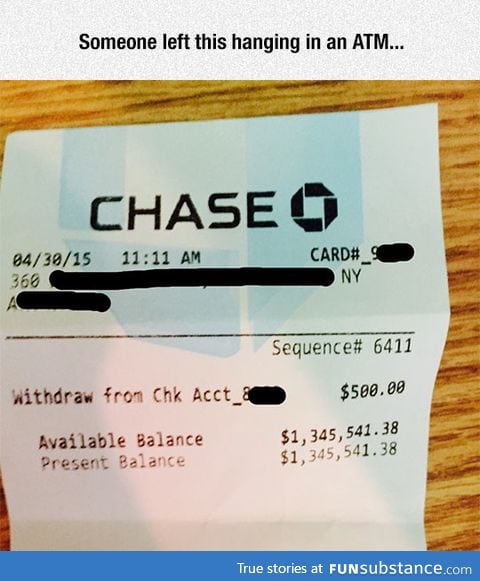 Someone left this hanging in an ATM...
CHASE
04/30/15 11:11 AM CARD#_9
360 NY
A
Sequence# 6411
Withdraw from Chk Acct_8 $500.00
Available Balance $1,345,541.38
Present Balance $1,345,541.38
True stories at FUNsubstance.com